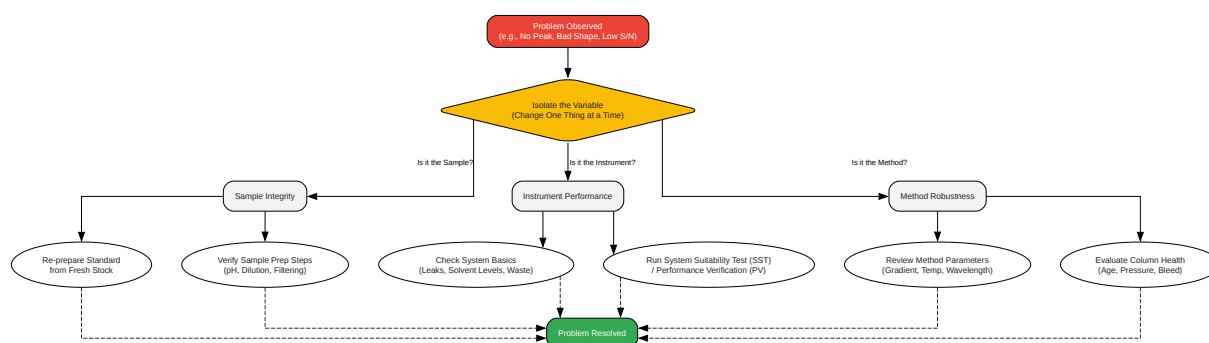 Problem Observed
(e.g., No Peak, Bad Shape, Low S/N)
Isolate the Variable
(Change One Thing at a Time)
Is it the Sample?
Is it the Instrument?
Is it the Method?
Sample Integrity
Instrument Performance
Method Robustness
Re-prepare Standard
from Fresh Stock
Verify Sample Prep Steps
(pH, Dilution, Filtering)
Check System Basics
(Leaks, Solvent Levels, Waste)
Run System Suitability Test (SST)
/ Performance Verification (PV)
Review Method Parameters
(Gradient, Temp, Wavelength)
Evaluate Column Health
(Age, Pressure, Bleed)
Problem Resolved